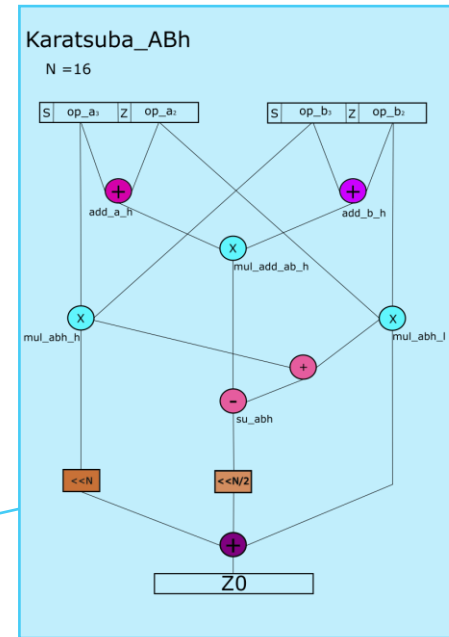 Karatsuba_ABh
N =16
S op_a₃ Z op_a₂ S op_b₃ Z op_b₂
+ +
add_a_h add_b_h
X
mul_add_ab_h
X X
mul_abh_h mul_abh_l
+
-
su_abh
<<N <<N/2
+
Z0